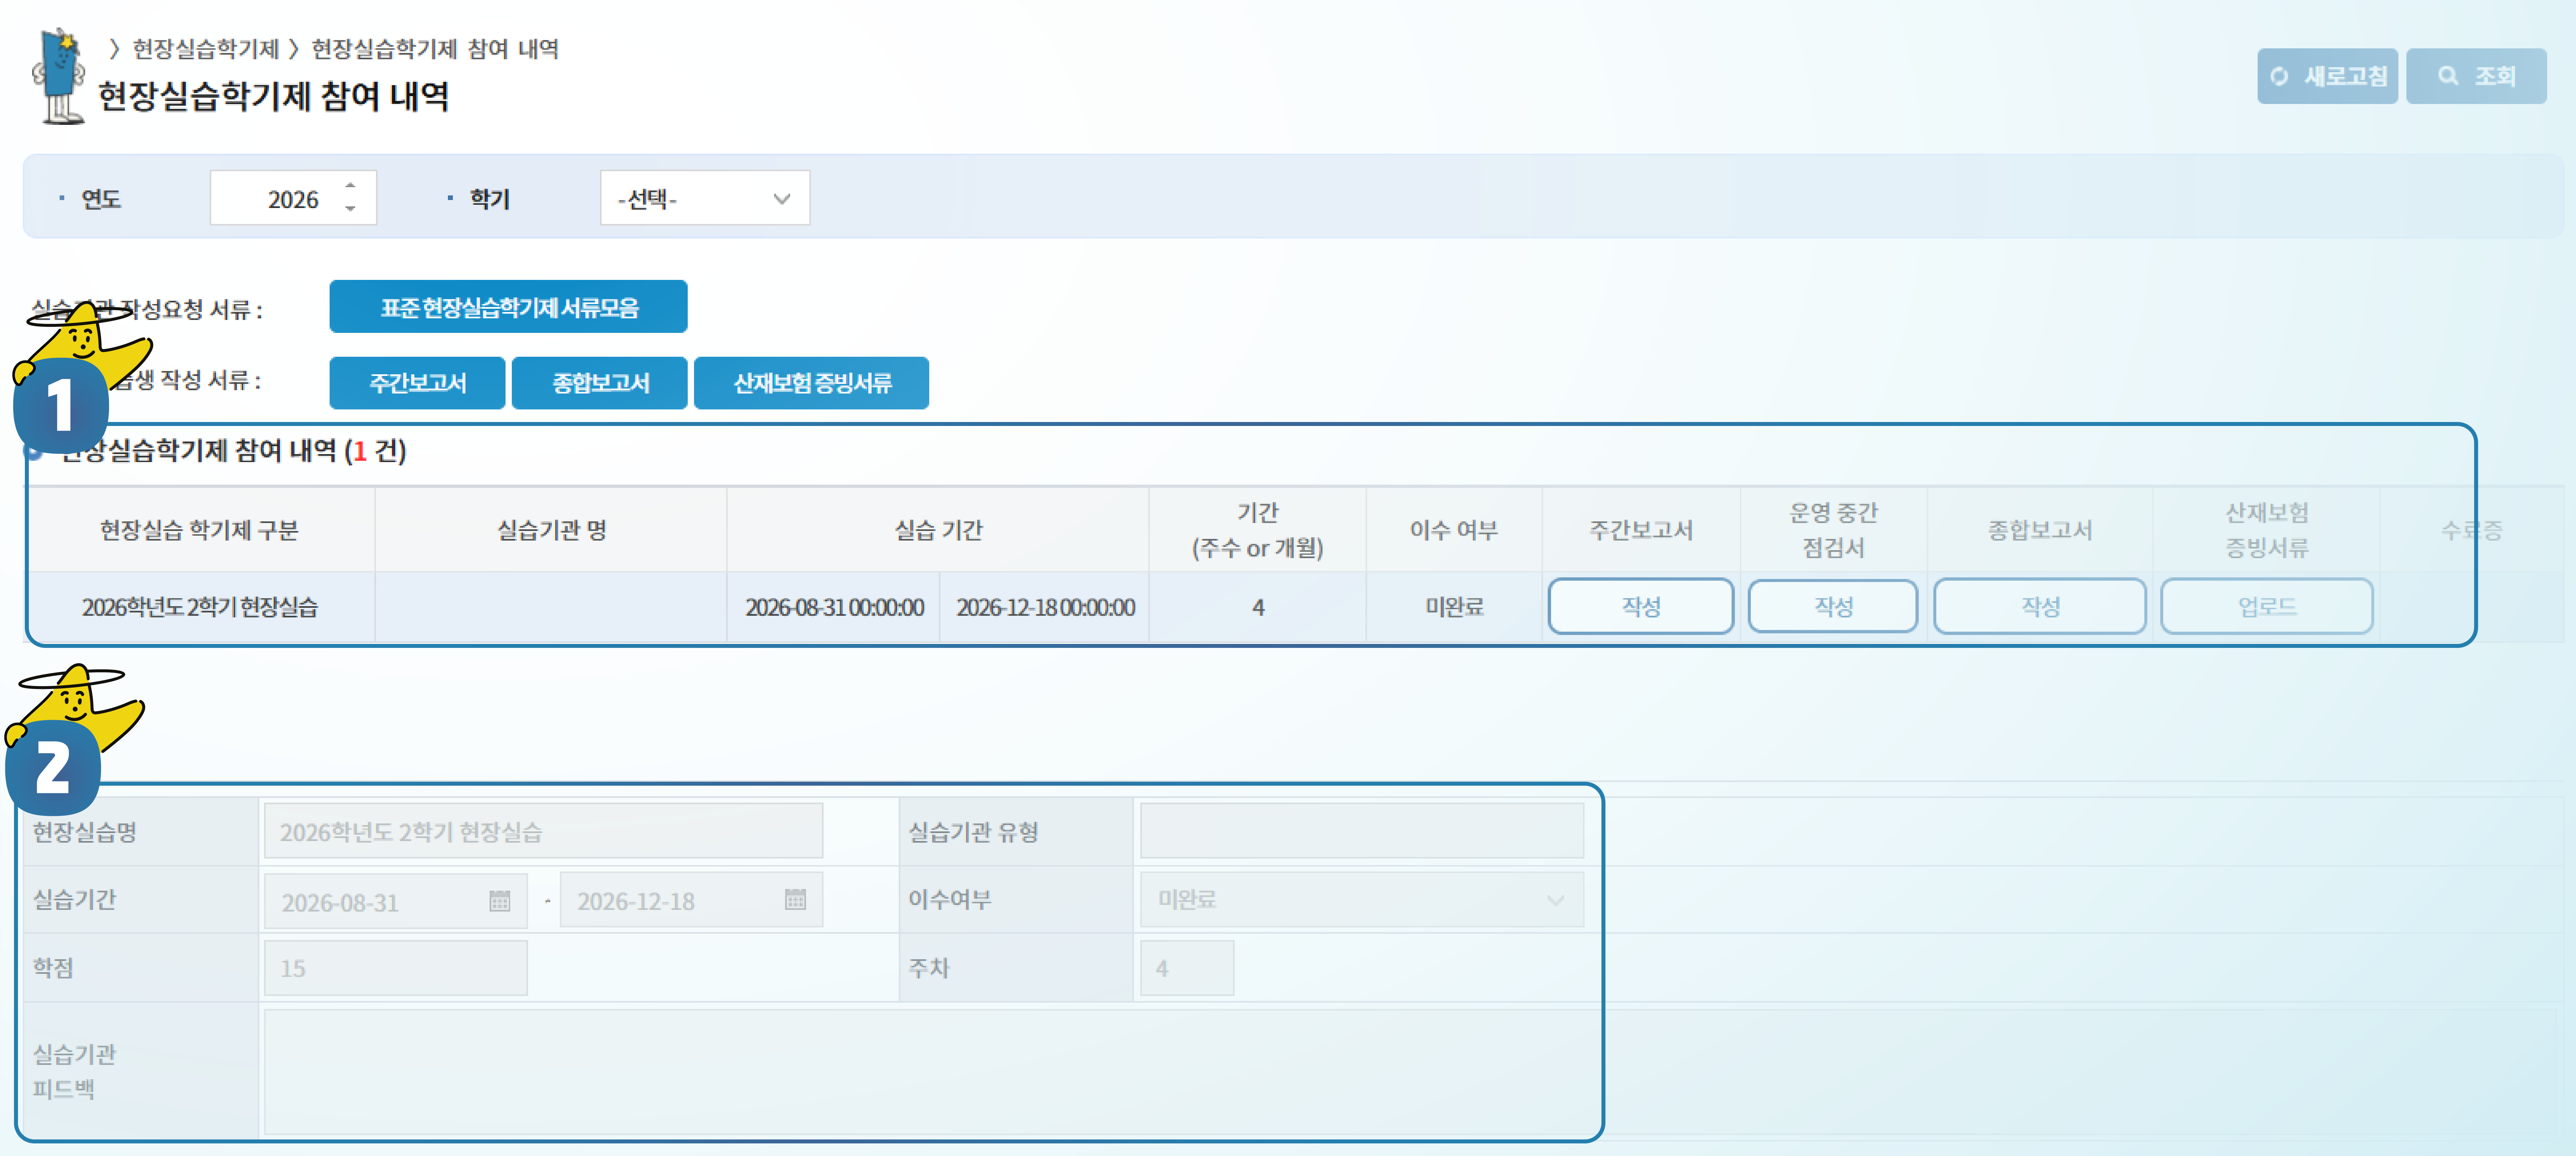 〉 현장실습학기제 〉 현장실습학기제 참여 내역
현장실습학기제 참여 내역
새로고침 조회
연도 2026 학기 -선택-
작성요청 서류 : 표준 현장실습학기제 서류모음
작성 서류 : 주간보고서 종합보고서 산재보험 증빙서류
1
현장실습학기제 참여 내역 (1 건)
현장실습 학기제 구분 실습기관 명 실습 기간 기간 (주수 or 개월) 이수 여부 주간보고서 운영 중간 점검서 종합보고서 산재보험 증빙서류 수료증
2026학년도 2학기 현장실습 2026-08-31 00:00:00 2026-12-18 00:00:00 4 미완료 작성 작성 작성 업로드
2
현장실습명 2026학년도 2학기 현장실습 실습기관 유형
실습기간 2026-08-31 - 2026-12-18 이수여부 미완료
학점 15 주차 4
실습기관
피드백